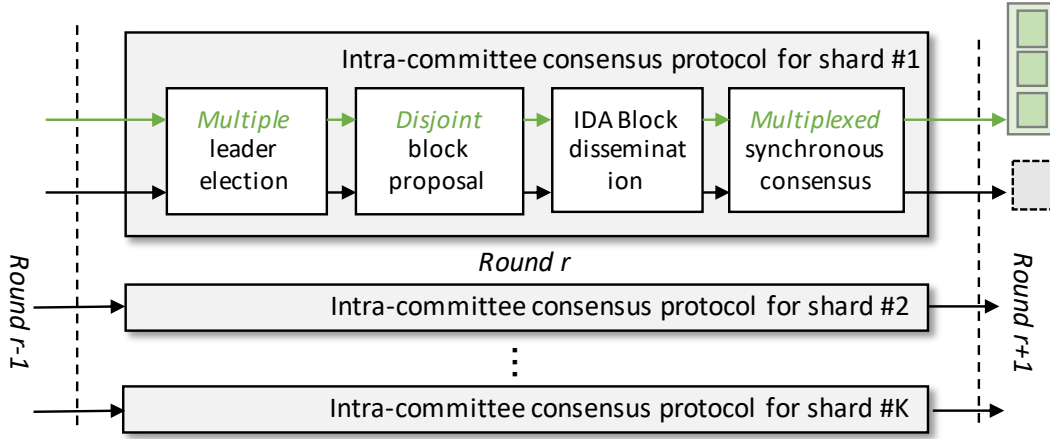 Intra-committee consensus protocol for shard #1
Multiple
leader
election
Disjoint
block
proposal
IDA Block
disseminat
ion
Multiplexed
synchronous
consensus
Round r
Round r-1
Round r+1
Intra-committee consensus protocol for shard #2
⋮
Intra-committee consensus protocol for shard #K